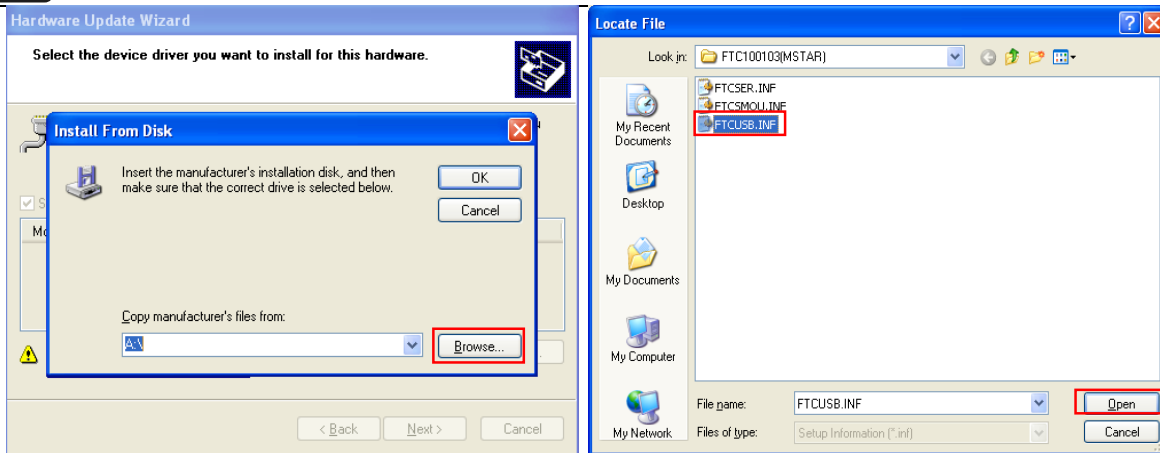 Hardware Update Wizard
Select the device driver you want to install for this hardware.
Install From Disk
Insert the manufacturer's installation disk, and then
make sure that the correct drive is selected below.
OK
Cancel
Copy manufacturer's files from:
A:\
Browse...
< Back
Next >
Cancel
Locate File
Look in:
FTC100103(MSTAR)
FTCSER.INF
FTCSMOU.INF
FTCUSB.INF
My Recent
Documents
Desktop
My Documents
My Computer
My Network
File name:
FTCUSB.INF
Open
Files of type:
Setup Information (*.inf)
Cancel